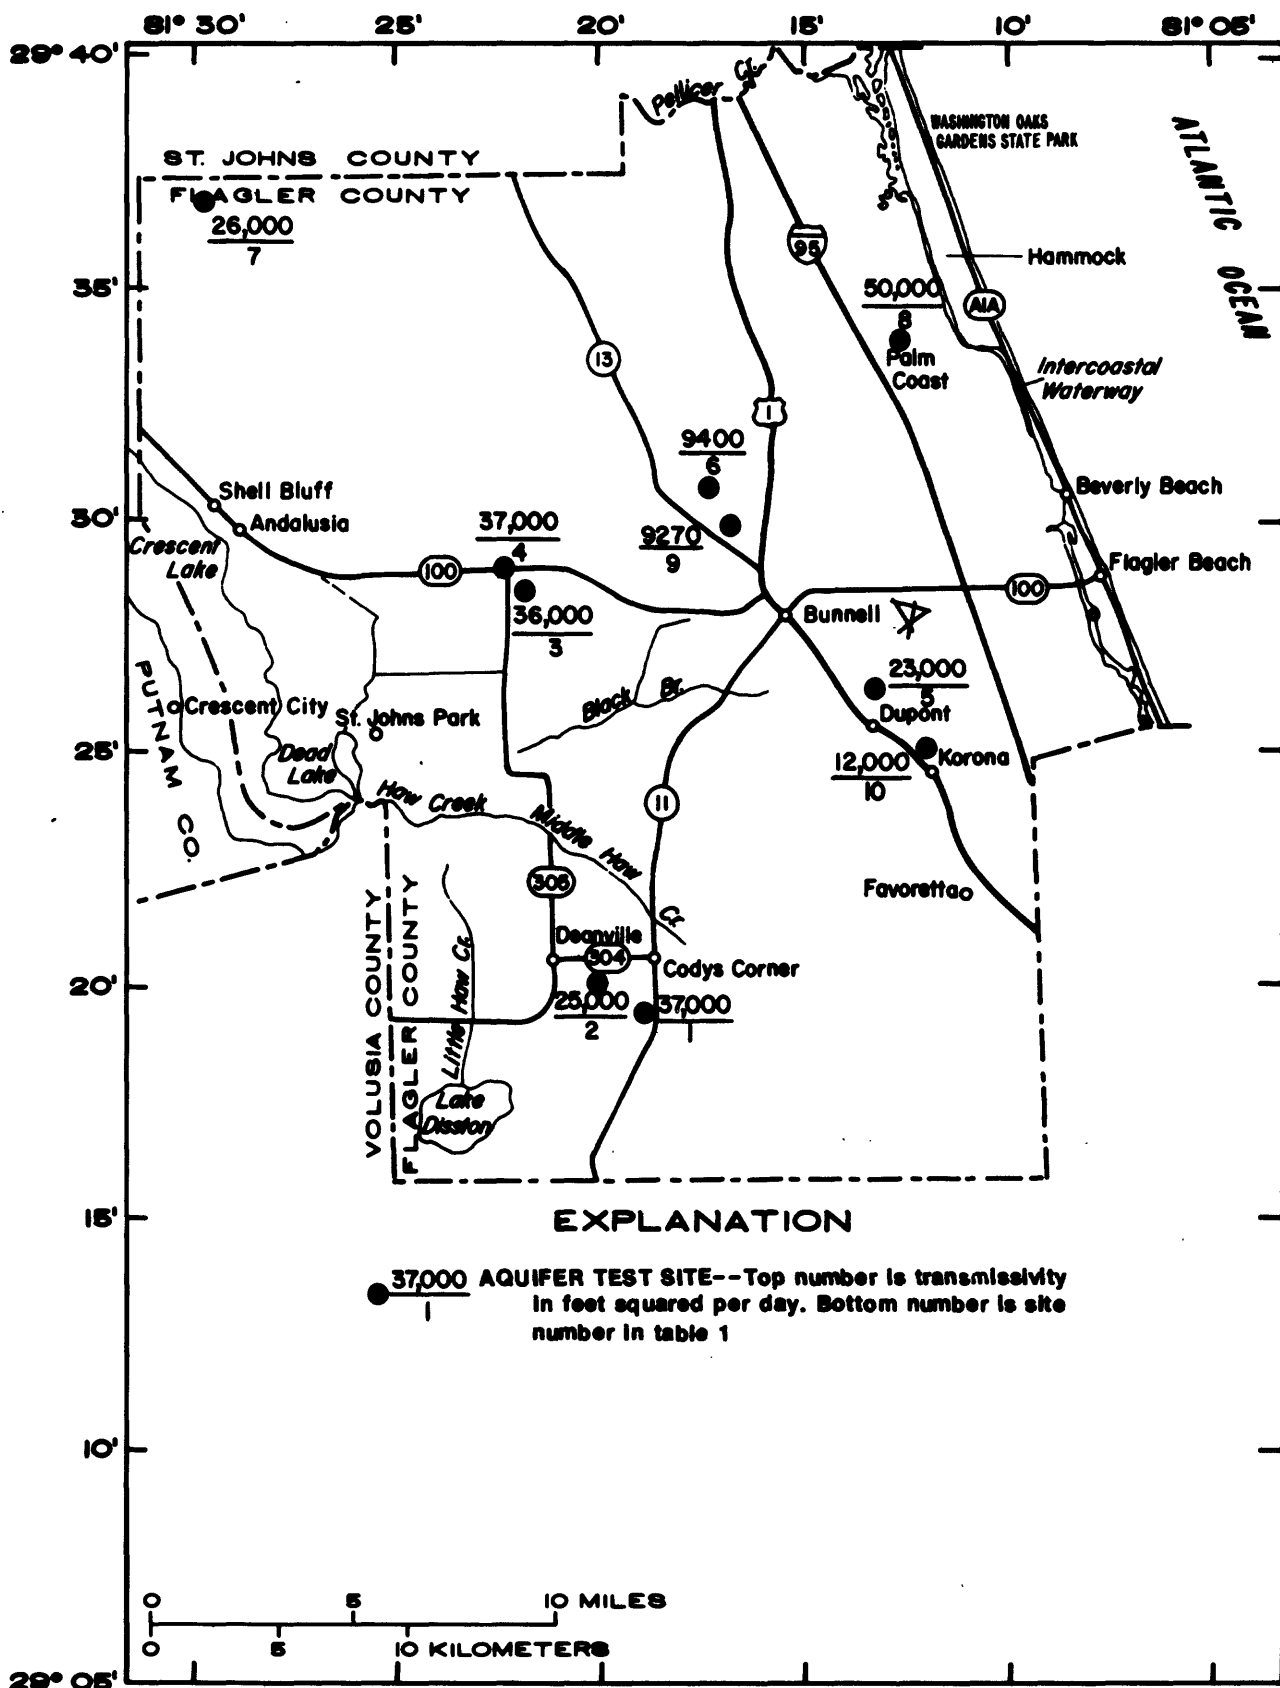 81° 30' 25' 20' 15' 10' 81° 05'
29° 40'
Pellicer Cr.
WASHINGTON OAKS
GARDENS STATE PARK
ATLANTIC OCEAN
ST. JOHNS COUNTY
FLAGLER COUNTY
26,000
7
95
Hammock
35'
50,000
8
A1A
Palm
Coast
13
Intercoastal
Waterway
1
9400
6
Shell Bluff
Beverly Beach
30'
Andalusia
37,000
4
9270
9
Crescent
Lake
100
Flagler Beach
100
36,000
3
Bunnell
PUTNAM CO.
23,000
5
Black Br.
Crescent City
St. Johns Park
Dupont
25'
Dead
Lake
12,000
10
Korona
Haw Creek
Middle Haw Cr.
11
305
Favoretta
VOLUSIA COUNTY
FLAGLER COUNTY
Deanville
304
Codys Corner
20'
Little Haw Cr.
25,000
2
37,000
1
Lake
Disston
15'
EXPLANATION
37,000
1
AQUIFER TEST SITE--Top number is transmissivity
in feet squared per day. Bottom number is site
number in table 1
10'
0 5 10 MILES
0 5 10 KILOMETERS
29° 05'